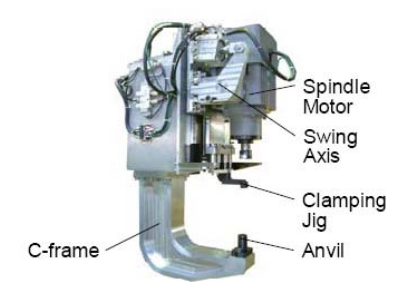 Spindle
Motor
Swing
Axis
Clamping
Jig
C-frame
Anvil